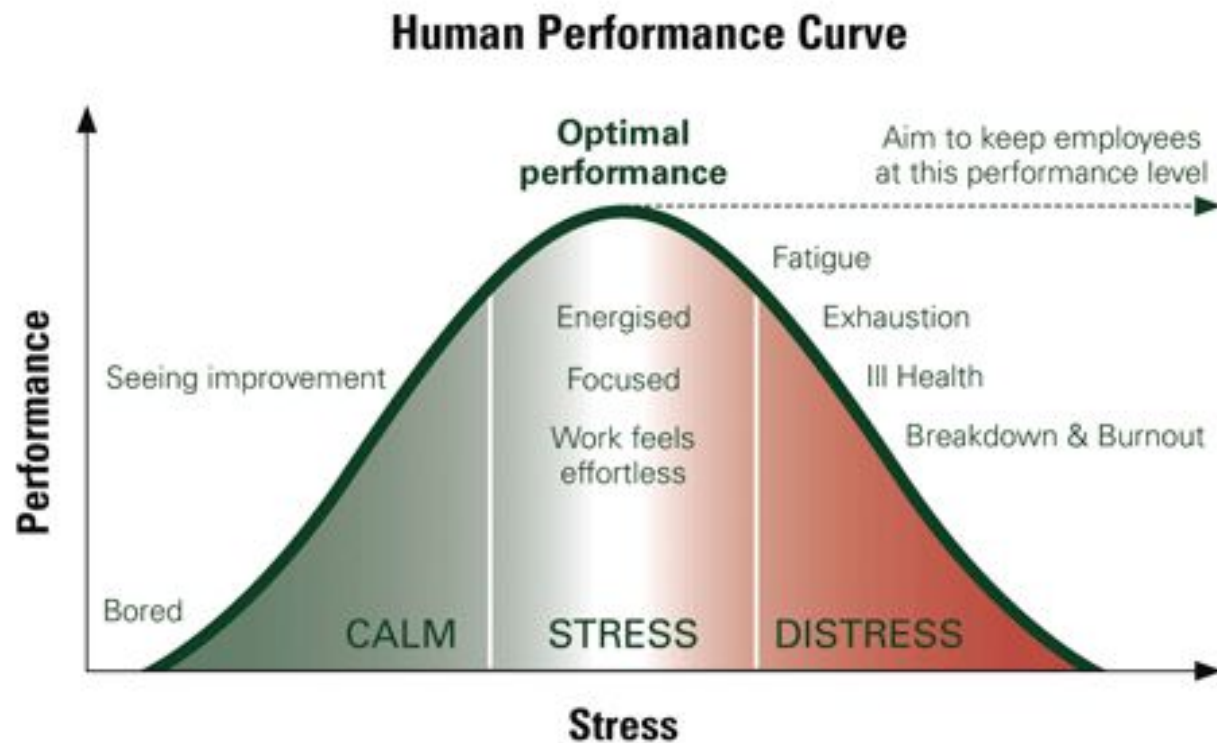 Human Performance Curve
Optimal
performance
Aim to keep employees
at this performance level
Fatigue
Energised
Exhaustion
Seeing improvement
Focused
Ill Health
Work feels
effortless
Breakdown & Burnout
Bored
CALM
STRESS
DISTRESS
Performance
Stress